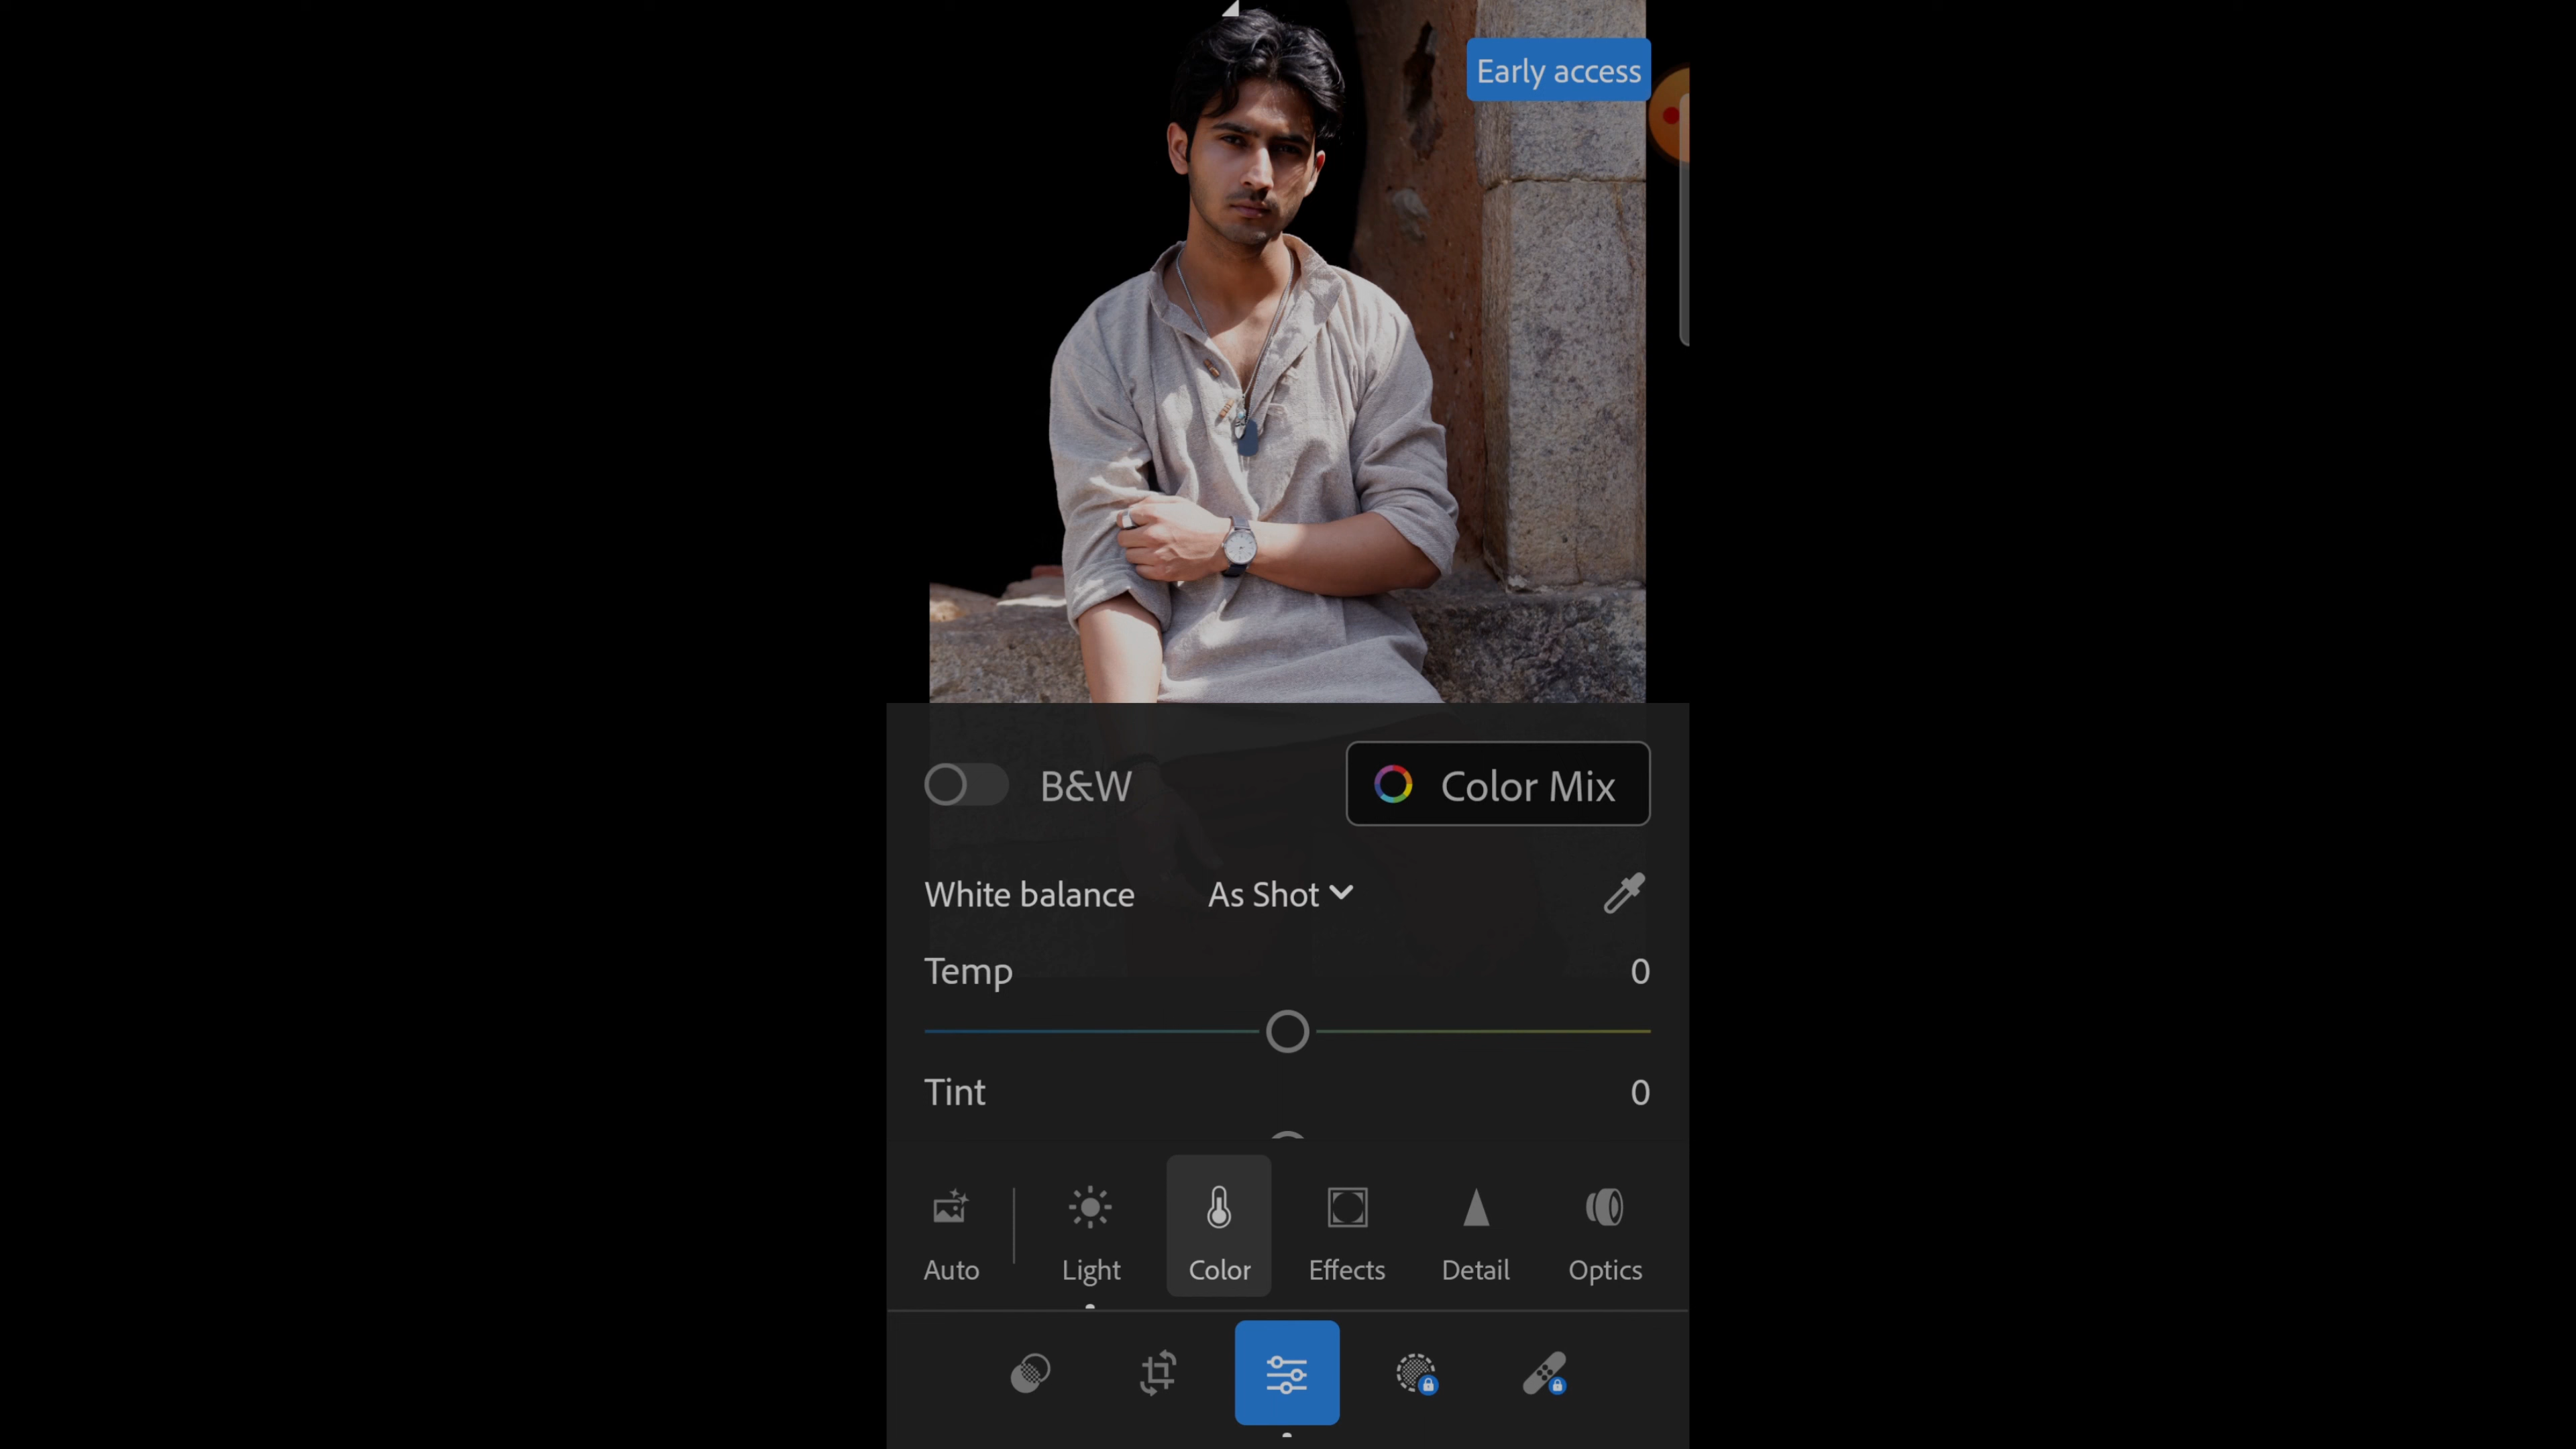 Early access
B&W
Color Mix
White balance As Shot
Temp 0
Tint 0
Auto Light Color Effects Detail Optics